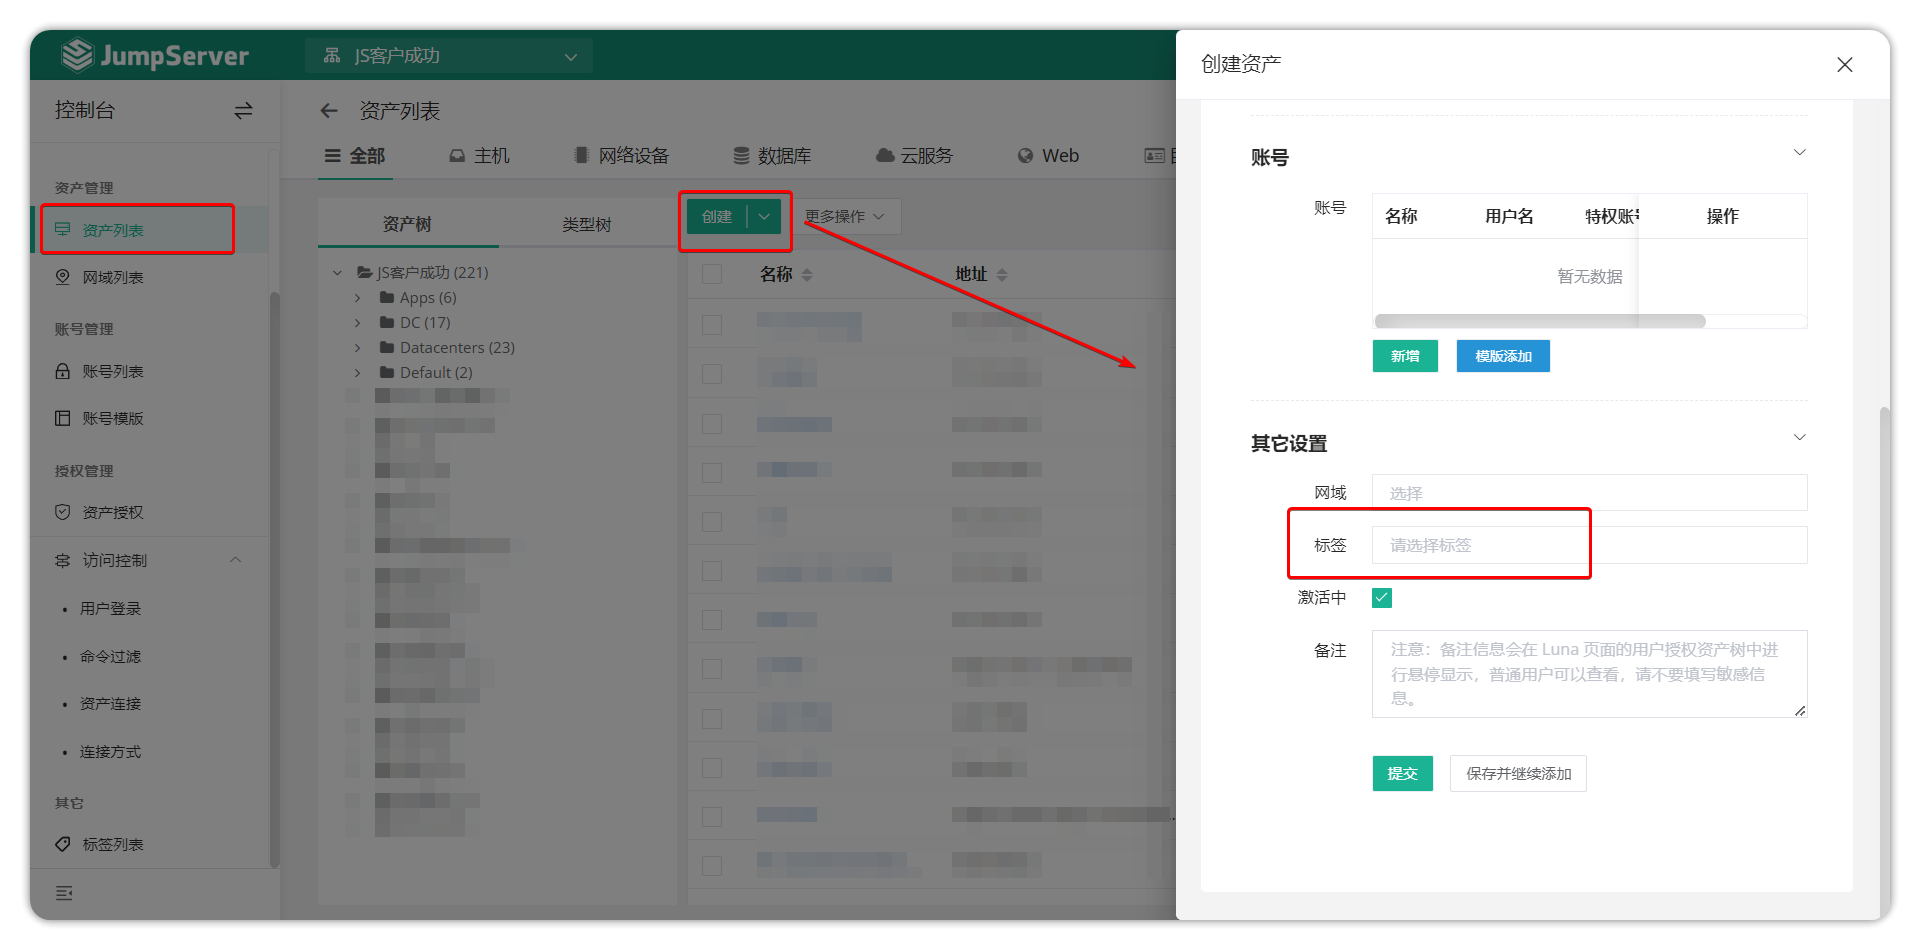 JumpServer
JS客户成功
控制台
资产管理
资产列表
网域列表
账号管理
账号列表
账号模版
授权管理
资产授权
访问控制
用户登录
命令过滤
资产连接
连接方式
其它
标签列表
资产列表
全部 主机 网络设备 数据库 云服务 Web
资产树 类型树
JS客户成功 (221)
Apps (6)
DC (17)
Datacenters (23)
Default (2)
创建 更多操作
名称 地址
创建资产
账号
账号 名称 用户名 特权账号 操作
暂无数据
新增 模版添加
其它设置
网域 选择
标签 请选择标签
激活中
备注 注意：备注信息会在 Luna 页面的用户授权资产树中进
行悬停显示，普通用户可以查看，请不要填写敏感信
息。
提交 保存并继续添加